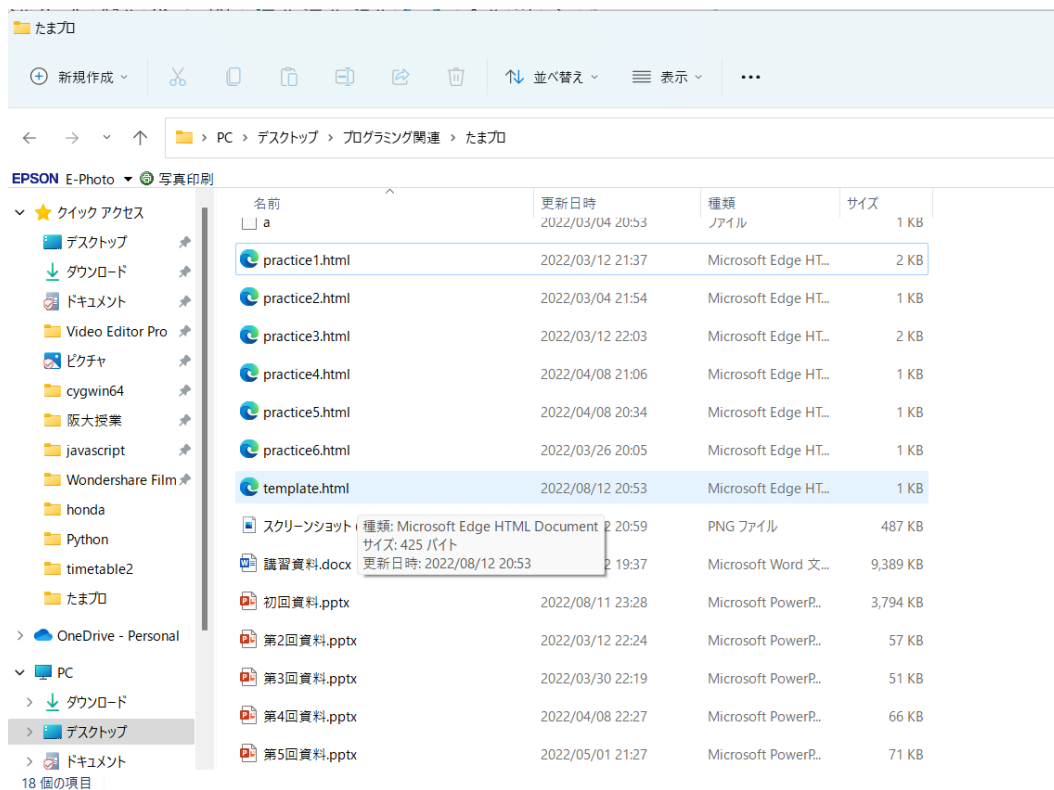 たまプロ
新規作成
並べ替え
表示
PC > デスクトップ > プログラミング関連 > たまプロ
EPSON E-Photo 写真印刷
名前 更新日時 種類 サイズ
a 2022/03/04 20:53 ファイル 1 KB
practice1.html 2022/03/12 21:37 Microsoft Edge HT... 2 KB
practice2.html 2022/03/04 21:54 Microsoft Edge HT... 1 KB
practice3.html 2022/03/12 22:03 Microsoft Edge HT... 2 KB
practice4.html 2022/04/08 21:06 Microsoft Edge HT... 1 KB
practice5.html 2022/04/08 20:34 Microsoft Edge HT... 1 KB
practice6.html 2022/03/26 20:05 Microsoft Edge HT... 1 KB
template.html 2022/08/12 20:53 Microsoft Edge HT... 1 KB
スクリーンショット 2 20:59 PNG ファイル 487 KB
講習資料.docx 2 19:37 Microsoft Word 文... 9,389 KB
初回資料.pptx 2022/08/11 23:28 Microsoft PowerP... 3,794 KB
第2回資料.pptx 2022/03/12 22:24 Microsoft PowerP... 57 KB
第3回資料.pptx 2022/03/30 22:19 Microsoft PowerP... 51 KB
第4回資料.pptx 2022/04/08 22:27 Microsoft PowerP... 66 KB
第5回資料.pptx 2022/05/01 21:27 Microsoft PowerP... 71 KB
種類: Microsoft Edge HTML Document
サイズ: 425 バイト
更新日時: 2022/08/12 20:53
クイック アクセス
デスクトップ
ダウンロード
ドキュメント
Video Editor Pro
ピクチャ
cygwin64
阪大授業
javascript
Wondershare Film
honda
Python
timetable2
たまプロ
OneDrive - Personal
PC
ダウンロード
デスクトップ
ドキュメント
18 個の項目